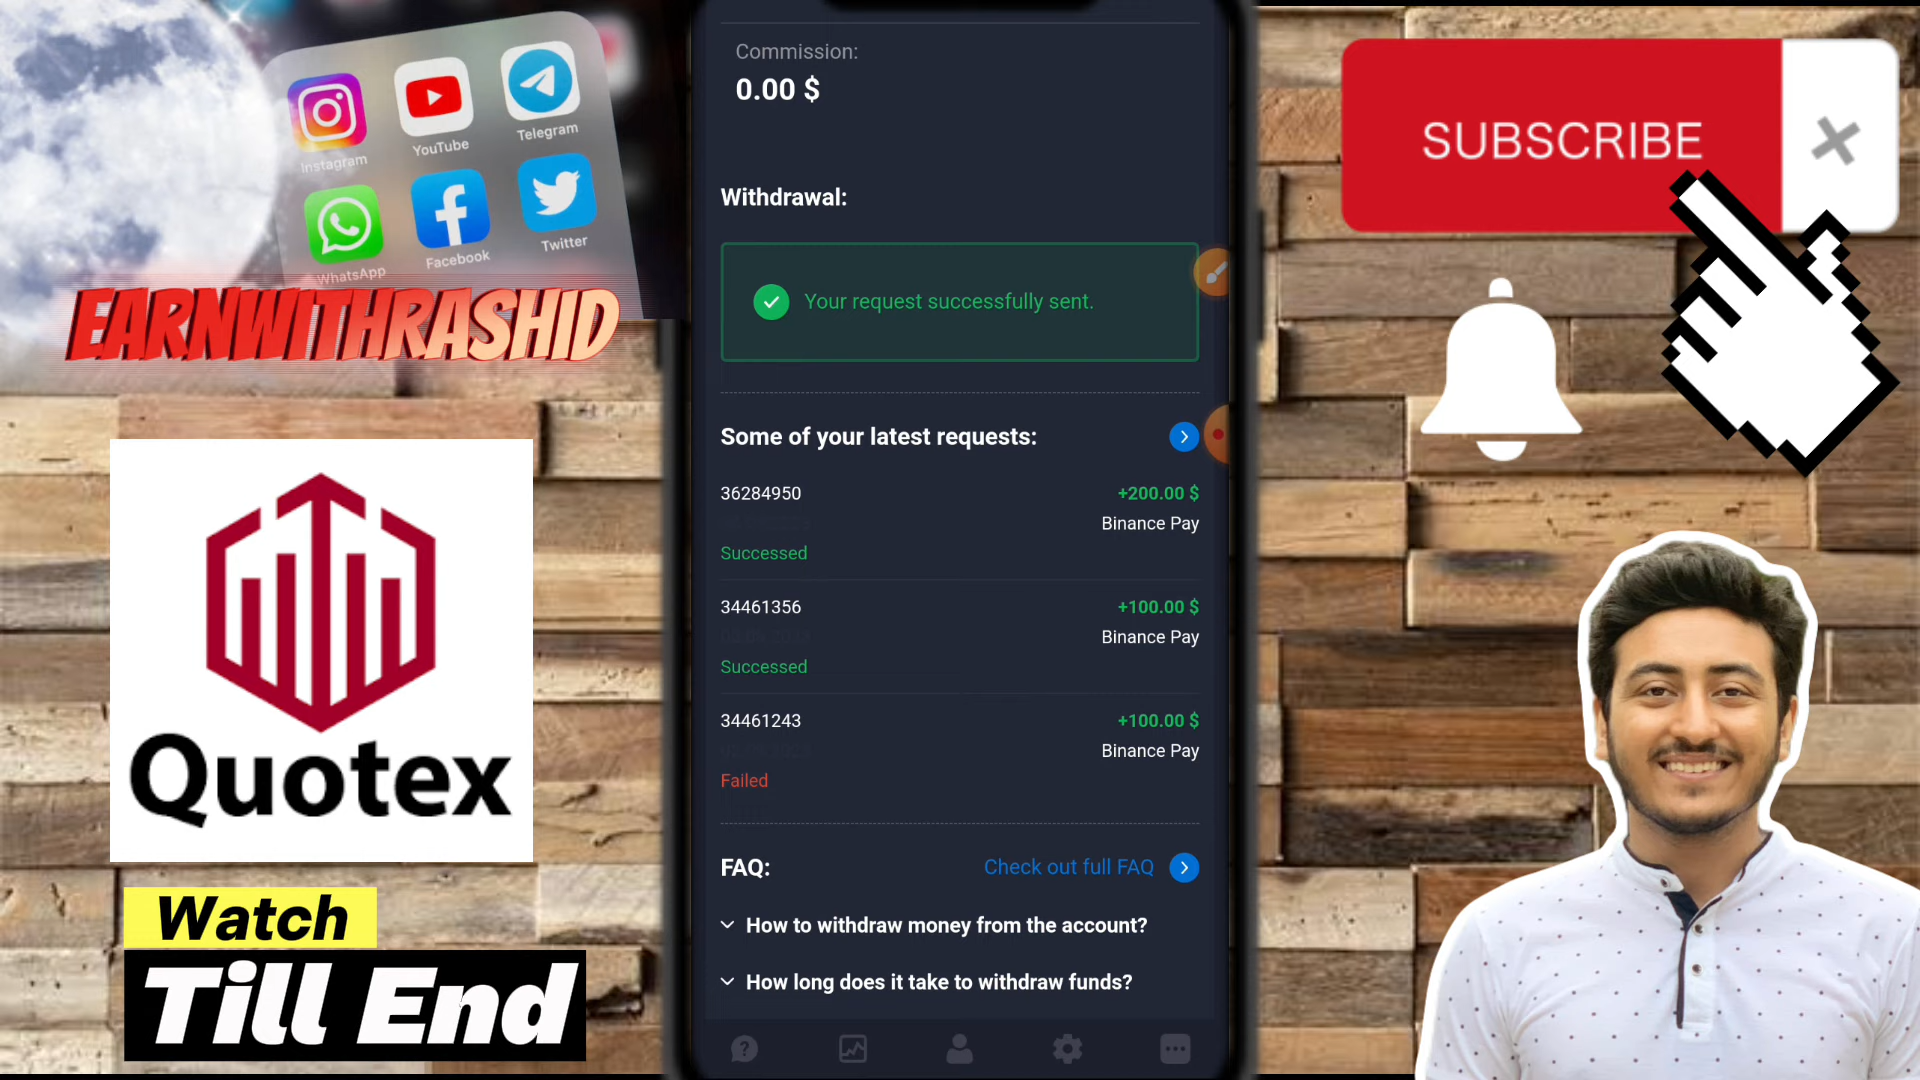 Instagram
YouTube
Telegram
WhatsApp
Facebook
Twitter
EARNWITHRASHID
Quotex
Watch
Till End
Commission:
0.00 $
Withdrawal:
Your request successfully sent.
Some of your latest requests:
36284950 +200.00 $
Binance Pay
Successed
34461356 +100.00 $
Binance Pay
Successed
34461243 +100.00 $
Binance Pay
Failed
FAQ: Check out full FAQ
How to withdraw money from the account?
How long does it take to withdraw funds?
SUBSCRIBE